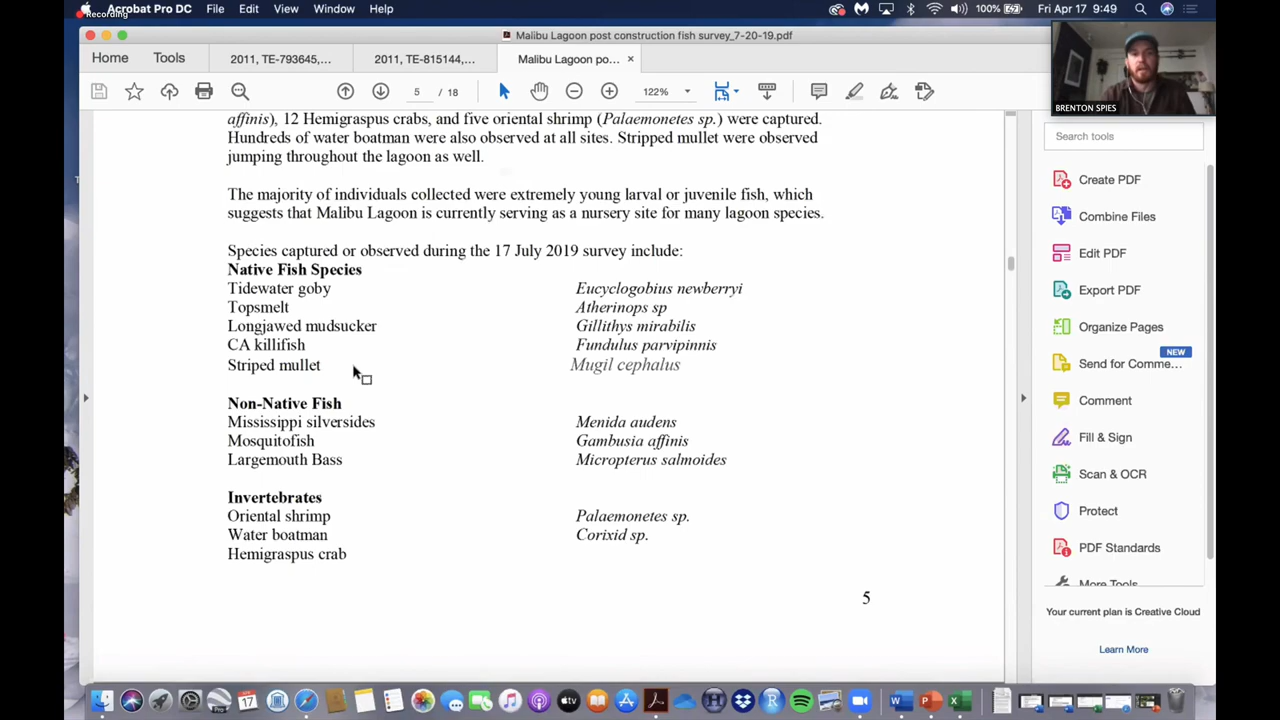 Acrobat Pro DC File Edit View Window Help 100% Fri Apr 17 9:49
Recording
Malibu Lagoon post construction fish survey_7-20-19.pdf
Home Tools 2011, TE-793645,... 2011, TE-815144,... Malibu Lagoon po... ×
5 / 18 122%
BRENTON SPIES
affinis), 12 Hemigraspus crabs, and five oriental shrimp (Palaemonetes sp.) were captured.
Hundreds of water boatman were also observed at all sites. Stripped mullet were observed
jumping throughout the lagoon as well.
The majority of individuals collected were extremely young larval or juvenile fish, which
suggests that Malibu Lagoon is currently serving as a nursery site for many lagoon species.
Species captured or observed during the 17 July 2019 survey include:
Native Fish Species
Tidewater goby Eucyclogobius newberryi
Topsmelt Atherinops sp
Longjawed mudsucker Gillithys mirabilis
CA killifish Fundulus parvipinnis
Striped mullet Mugil cephalus
Non-Native Fish
Mississippi silversides Menida audens
Mosquitofish Gambusia affinis
Largemouth Bass Micropterus salmoides
Invertebrates
Oriental shrimp Palaemonetes sp.
Water boatman Corixid sp.
Hemigraspus crab
5
Search tools
Create PDF
Combine Files
Edit PDF
Export PDF
Organize Pages
NEW
Send for Comme...
Comment
Fill & Sign
Scan & OCR
Protect
PDF Standards
More Tools
Your current plan is Creative Cloud
Learn More
17